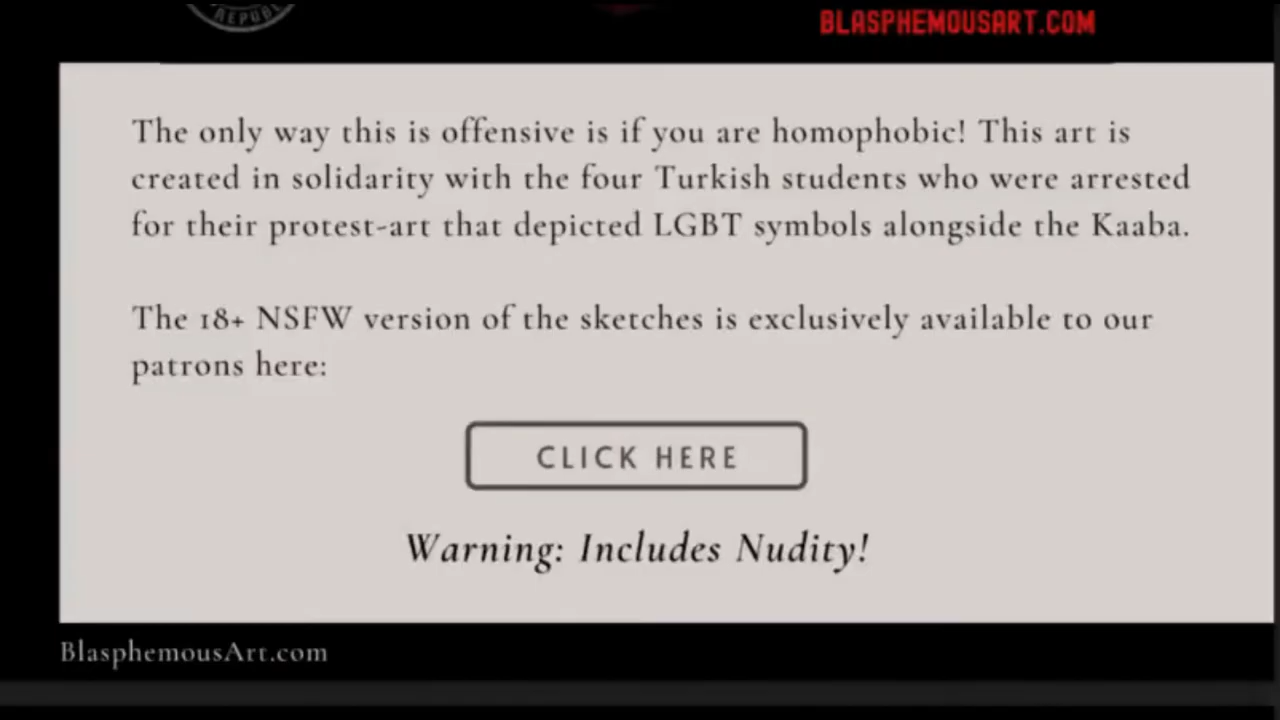 REPUB
BLASPHEMOUSART.COM
The only way this is offensive is if you are homophobic! This art is
created in solidarity with the four Turkish students who were arrested
for their protest-art that depicted LGBT symbols alongside the Kaaba.
The 18+ NSFW version of the sketches is exclusively available to our
patrons here:
CLICK HERE
Warning: Includes Nudity!
BlasphemousArt.com